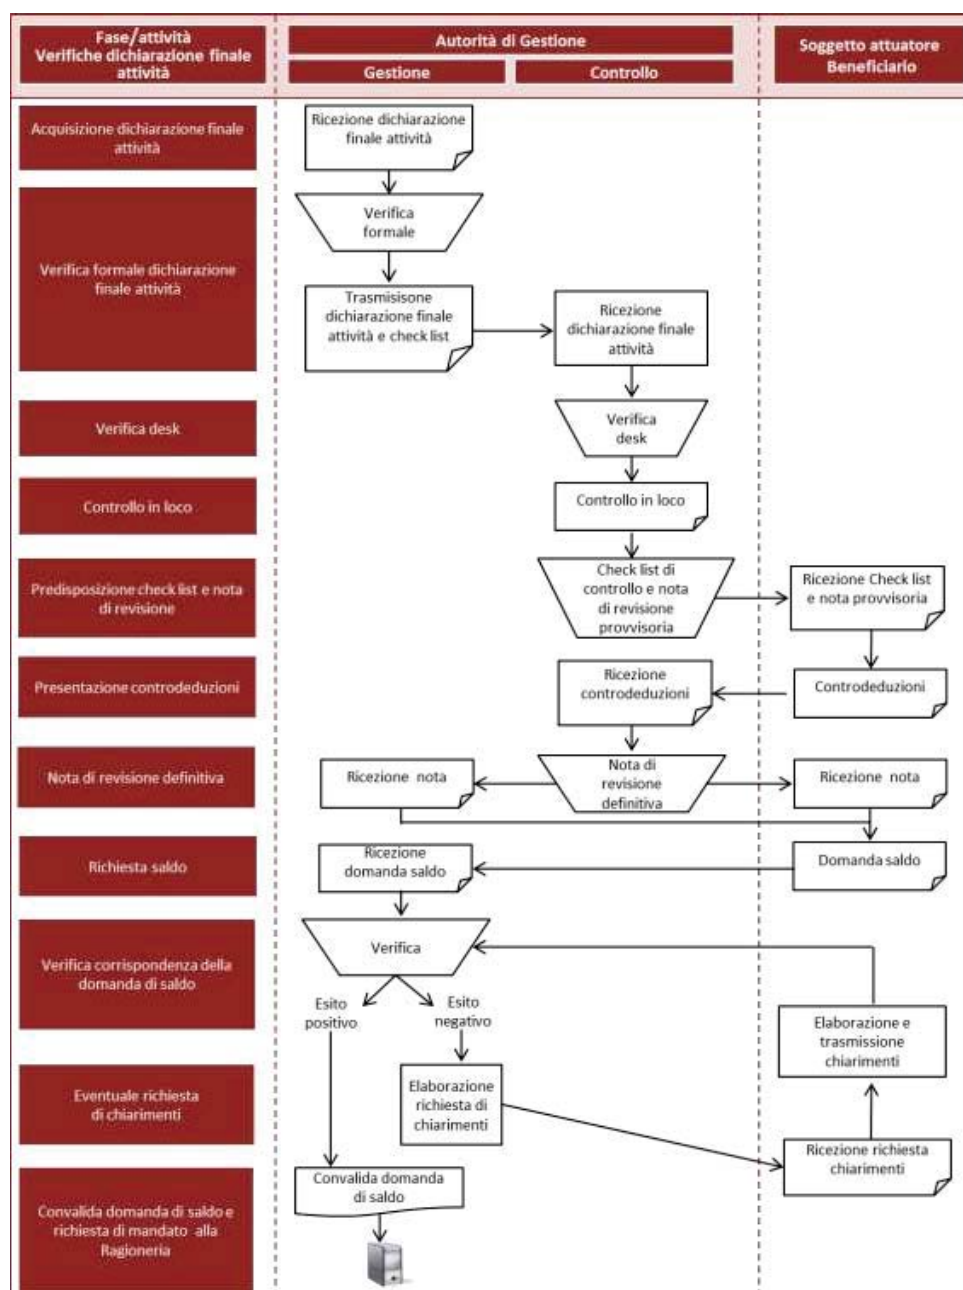 Fase/attività
Verifiche dichiarazione finale
attività
Autorità di Gestione
Gestione
Controllo
Soggetto attuatore
Beneficiario
Acquisizione dichiarazione finale
attività
Ricezione dichiarazione
finale attività
Verifica formale dichiarazione
finale attività
Verifica
formale
Trasmisisone
dichiarazione finale
attività e check list
Ricezione
dichiarazione finale
attività
Verifica desk
Verifica
desk
Controllo in loco
Controllo in loco
Predisposizione check list e nota
di revisione
Check list di
controllo e nota
di revisione
provvisoria
Ricezione Check list
e nota provvisoria
Presentazione controdeduzioni
Ricezione
controdeduzioni
Controdeduzioni
Nota di revisione definitiva
Ricezione nota
Nota di
revisione
definitiva
Ricezione nota
Richiesta saldo
Ricezione
domanda saldo
Domanda saldo
Verifica corrispondenza della
domanda di saldo
Verifica
Esito
positivo
Esito
negativo
Elaborazione e
trasmissione
chiarimenti
Eventuale richiesta
di chiarimenti
Elaborazione
richiesta di
chiarimenti
Ricezione richiesta
chiarimenti
Convalida domanda di saldo e
richiesta di mandato alla
Ragioneria
Convalida domanda
di saldo